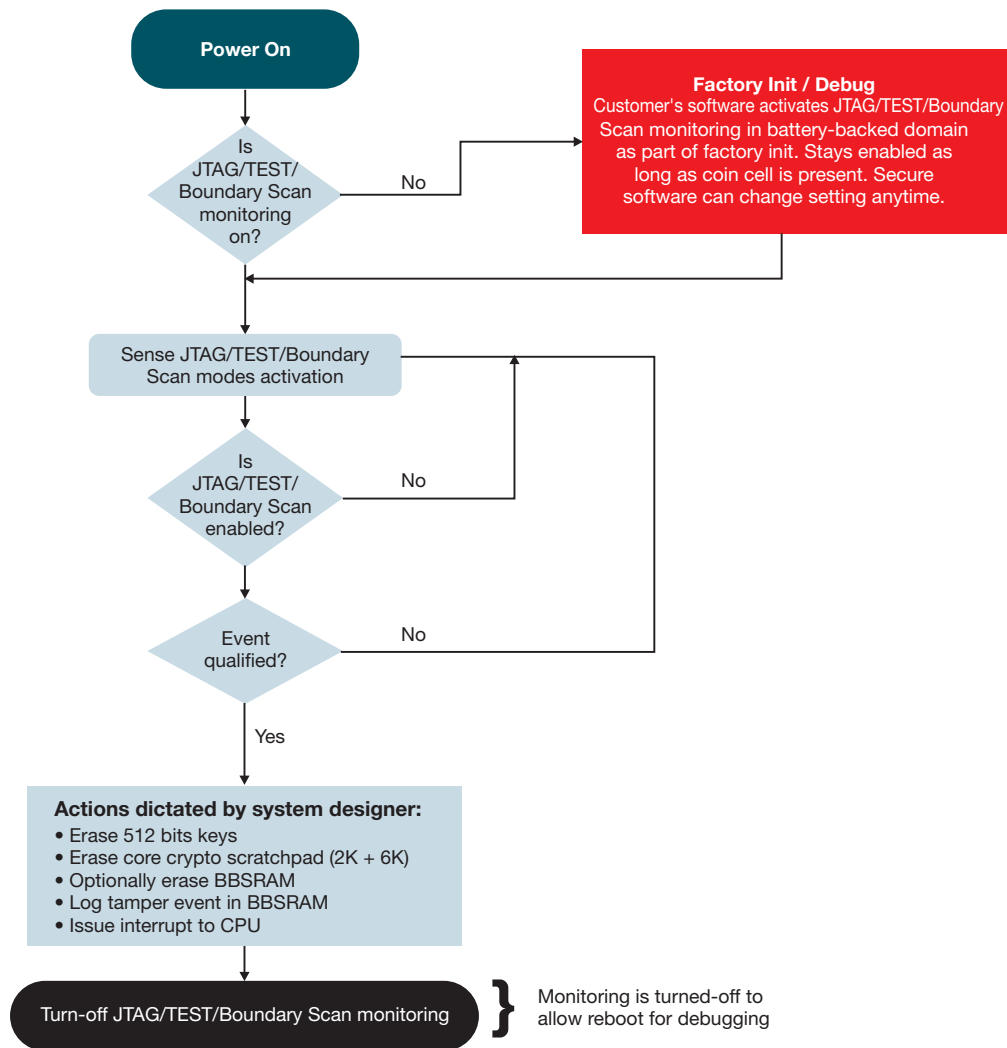 Power On
Factory Init / Debug
Customer's software activates JTAG/TEST/Boundary
Scan monitoring in battery-backed domain
as part of factory init. Stays enabled as
long as coin cell is present. Secure
software can change setting anytime.
Is
JTAG/TEST/
Boundary Scan
monitoring
on?
No
Sense JTAG/TEST/Boundary
Scan modes activation
Is
JTAG/TEST/
Boundary Scan
enabled?
No
Event
qualified?
No
Yes
Actions dictated by system designer:
• Erase 512 bits keys
• Erase core crypto scratchpad (2K + 6K)
• Optionally erase BBSRAM
• Log tamper event in BBSRAM
• Issue interrupt to CPU
Turn-off JTAG/TEST/Boundary Scan monitoring
}
Monitoring is turned-off to
allow reboot for debugging